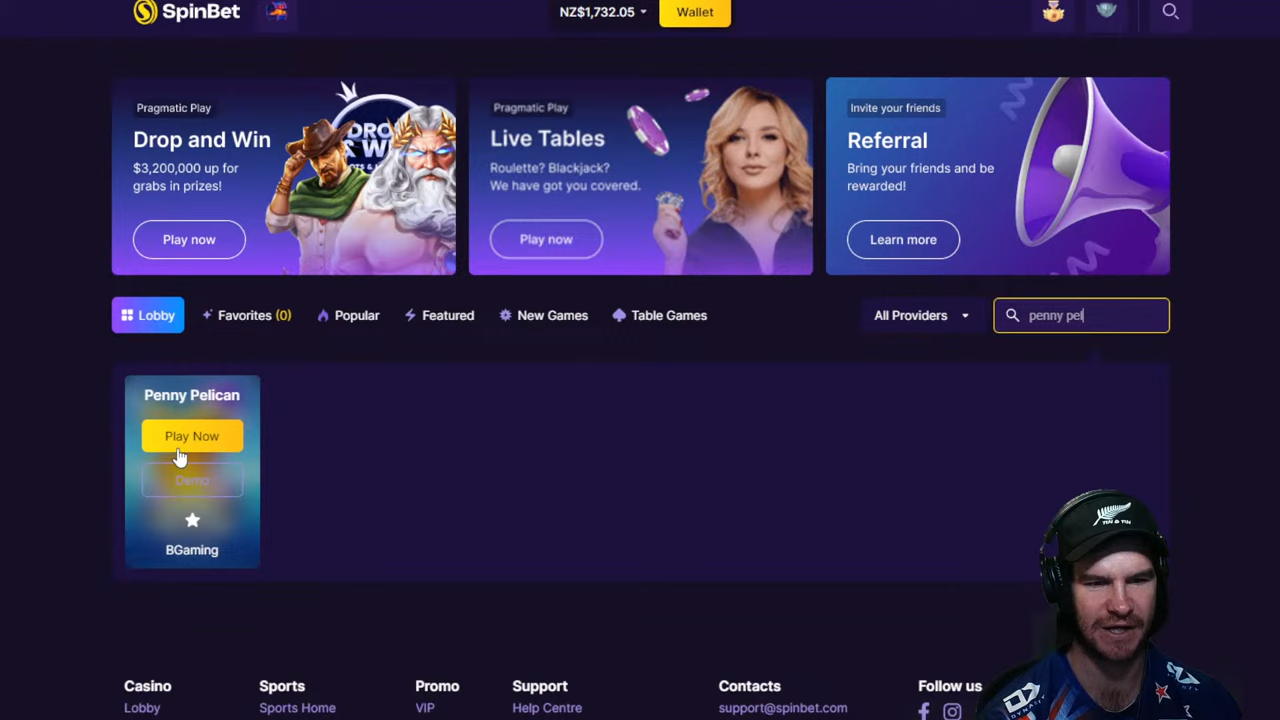 SpinBet
NZ$1,732.05
Wallet
Pragmatic Play
Drop and Win
$3,200,000 up for
grabs in prizes!
Play now
Pragmatic Play
Live Tables
Roulette? Blackjack?
We have got you covered.
Play now
Invite your friends
Referral
Bring your friends and be
rewarded!
Learn more
Lobby
Favorites (0)
Popular
Featured
New Games
Table Games
All Providers
penny pel
Penny Pelican
Play Now
Demo
BGaming
Casino
Sports
Promo
Support
Contacts
Follow us
Lobby
Sports Home
VIP
Help Centre
support@spinbet.com